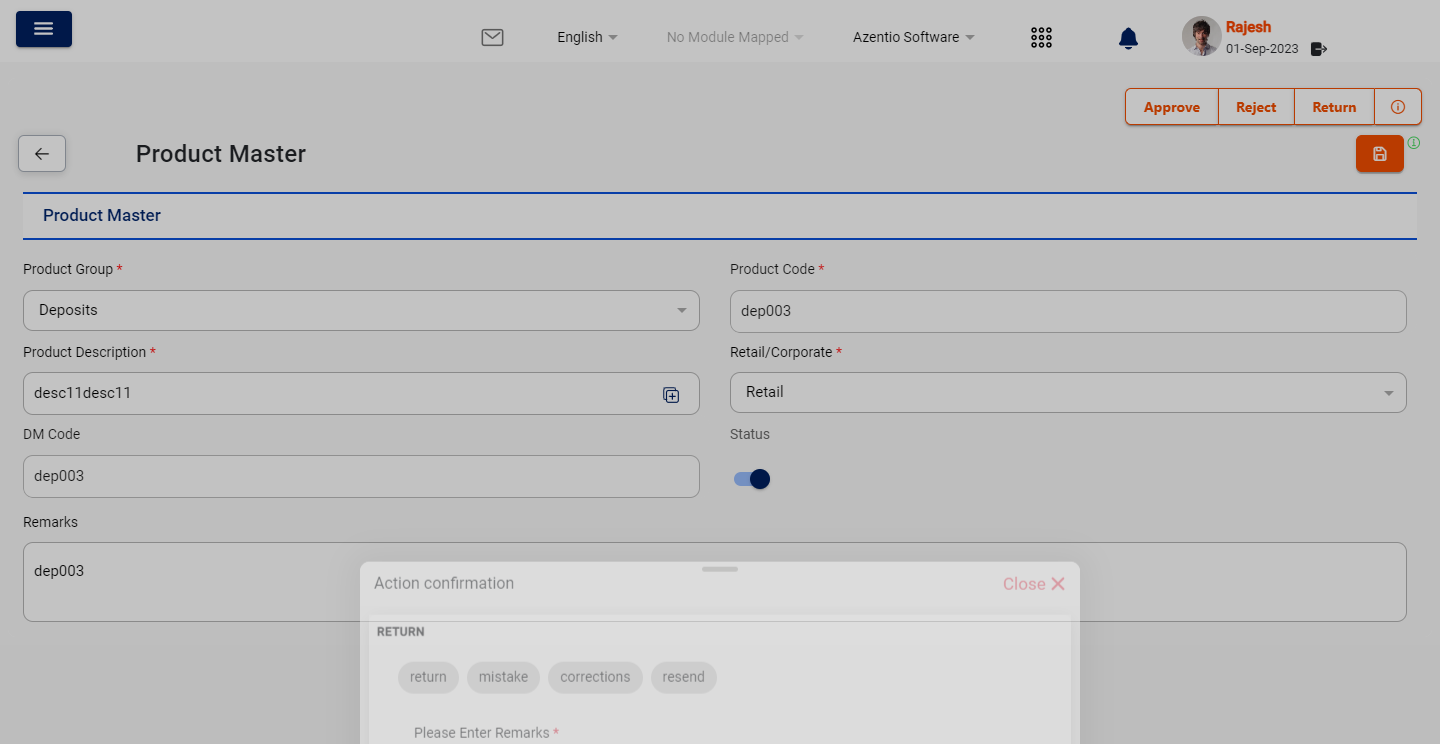 English
No Module Mapped
Azentio Software
Rajesh
01-Sep-2023
Approve
Reject
Return
Product Master
Product Master
Product Group *
Product Code *
Deposits
dep003
Product Description *
Retail/Corporate *
desc11desc11
Retail
DM Code
Status
dep003
Remarks
dep003
Action confirmation
Close
RETURN
return
mistake
corrections
resend
Please Enter Remarks *